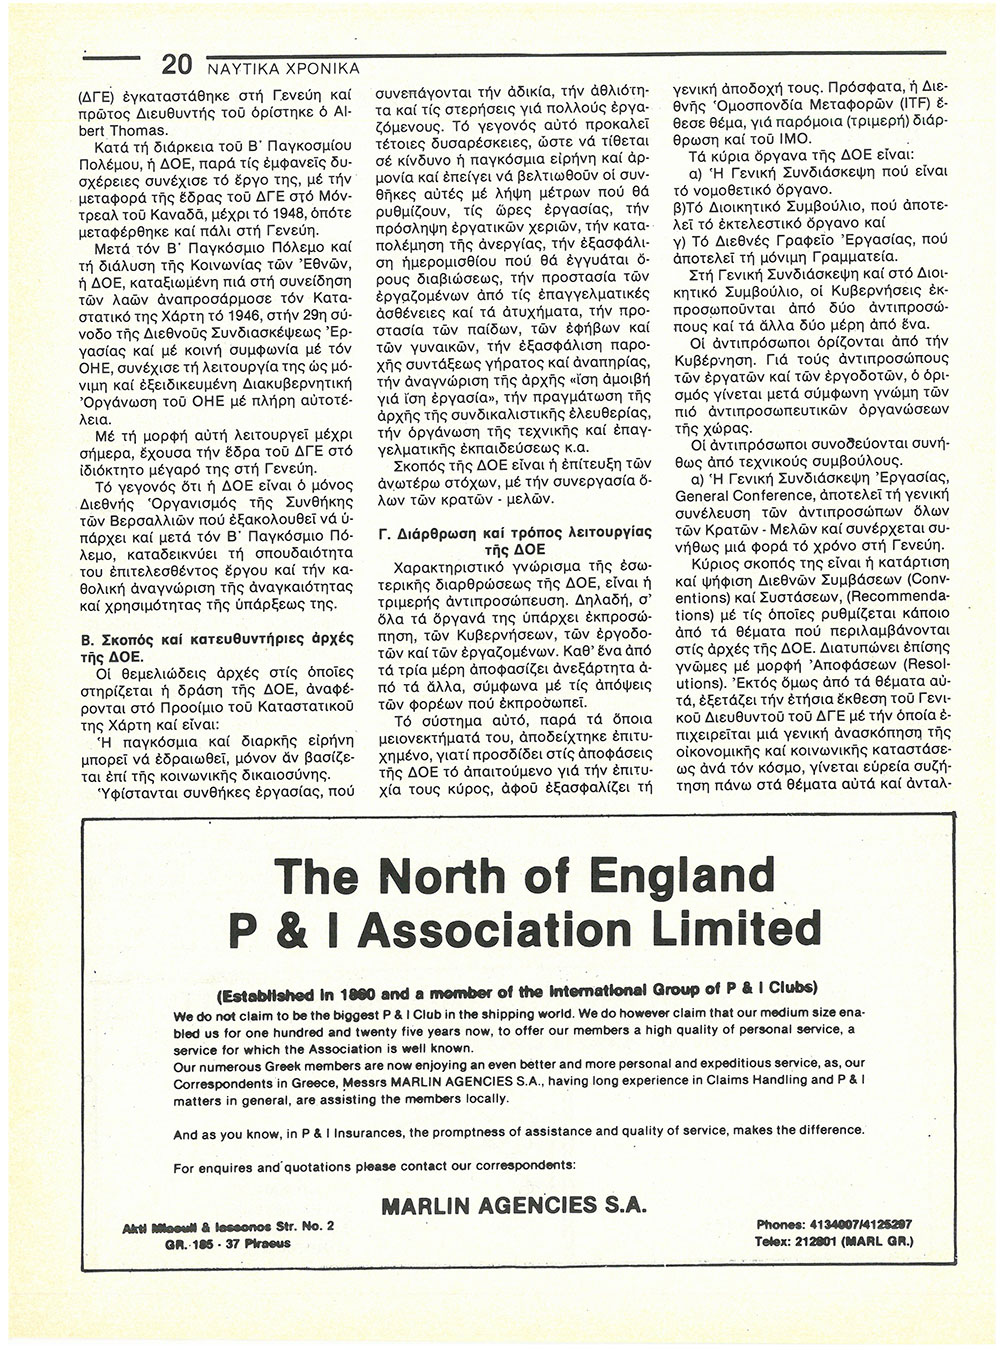 20 ΝΑΥΤΙΚΑ ΧΡΟΝΙΚΑ
(ΔΓΕ) ἐγκαταστάθηκε στή Γενεύη καί
πρῶτος Διευθυντής τοῦ ὁρίστηκε ὁ Al-
bert Thomas.
Κατά τή διάρκεια τοῦ Β' Παγκοσμίου
Πολέμου, ἡ ΔΟΕ, παρά τίς ἐμφανεῖς δυ-
σχέρειες συνέχισε τό ἔργο της, μέ τήν
μεταφορά τῆς ἕδρας τοῦ ΔΓΕ στό Μόν-
τρεαλ τοῦ Καναδᾶ, μέχρι τό 1948, ὁπότε
μεταφέρθηκε καί πάλι στή Γενεύη.
Μετά τόν Β' Παγκόσμιο Πόλεμο καί
τή διάλυση τῆς Κοινωνίας τῶν Ἐθνῶν,
ἡ ΔΟΕ, καταξιωμένη πιά στή συνείδηση
τῶν λαῶν ἀναπροσάρμοσε τόν Κατα-
στατικό της Χάρτη τό 1946, στήν 29η σύ-
νοδο τῆς Διεθνοῦς Συνδιασκέψεως Ἐρ-
γασίας καί μέ κοινή συμφωνία μέ τόν
ΟΗΕ, συνέχισε τή λειτουργία της ὡς μό-
νιμη καί ἐξειδικευμένη Διακυβερνητική
Ὀργάνωση τοῦ ΟΗΕ μέ πλήρη αὐτοτέ-
λεια.
Μέ τή μορφή αὐτή λειτουργεῖ μέχρι
σήμερα, ἔχουσα τήν ἕδρα τοῦ ΔΓΕ στό
ἰδιόκτητο μέγαρό της στή Γενεύη.
Τό γεγονός ὅτι ἡ ΔΟΕ εἶναι ὁ μόνος
Διεθνής Ὀργανισμός τῆς Συνθήκης
τῶν Βερσαλλιῶν πού ἐξακολουθεῖ νά ὑ-
πάρχει καί μετά τόν Β' Παγκόσμιο Πό-
λεμο, καταδεικνύει τή σπουδαιότητα
του ἐπιτελεσθέντος ἔργου καί τήν κα-
θολική ἀναγνώριση τῆς ἀναγκαιότητας
καί χρησιμότητας τῆς ὑπάρξεως της.
Β. Σκοπός καί κατευθυντήριες ἀρχές
τῆς ΔΟΕ.
Οἱ θεμελιώδεις ἀρχές στίς ὁποῖες
στηρίζεται ἡ δράση τῆς ΔΟΕ, ἀναφέ-
ρονται στό Προοίμιο τοῦ Καταστατικοῦ
της Χάρτη καί εἶναι:
Ἡ παγκόσμια καί διαρκής εἰρήνη
μπορεῖ νά ἑδραιωθεῖ, μόνον ἄν βασίζε-
ται ἐπί τῆς κοινωνικῆς δικαιοσύνης.
Ὑφίστανται συνθῆκες ἐργασίας, πού
συνεπάγονται τήν ἀδικία, τήν ἀθλιότη-
τα καί τίς στερήσεις γιά πολλούς ἐργα-
ζόμενους. Τό γεγονός αὐτό προκαλεῖ
τέτοιες δυσαρέσκειες, ὥστε νά τίθεται
σέ κίνδυνο ἡ παγκόσμια εἰρήνη καί ἁρ-
μονία καί ἐπείγει νά βελτιωθοῦν οἱ συν-
θῆκες αὐτές μέ λήψη μέτρων πού θά
ρυθμίζουν, τίς ὧρες ἐργασίας, τήν
πρόσληψη ἐργατικῶν χεριῶν, τήν κατα-
πολέμηση τῆς ἀνεργίας, τήν ἐξασφάλι-
ση ἡμερομισθίου πού θά ἐγγυᾶται ὅ-
ρους διαβιώσεως, τήν προστασία τῶν
ἐργαζομένων ἀπό τίς ἐπαγγελματικές
ἀσθένειες καί τά ἀτυχήματα, τήν προ-
στασία τῶν παίδων, τῶν ἐφήβων καί
τῶν γυναικῶν, τήν ἐξασφάλιση παρο-
χῆς συντάξεως γήρατος καί ἀναπηρίας,
τήν ἀναγνώριση τῆς ἀρχῆς «ἴση ἀμοιβή
γιά ἴση ἐργασία», τήν πραγμάτωση τῆς
ἀρχῆς τῆς συνδικαλιστικῆς ἐλευθερίας,
τήν ὀργάνωση τῆς τεχνικῆς καί ἐπαγ-
γελματικῆς ἐκπαιδεύσεως κ.α.
Σκοπός τῆς ΔΟΕ εἶναι ἡ ἐπίτευξη τῶν
ἀνωτέρω στόχων, μέ τήν συνεργασία ὅ-
λων τῶν κρατῶν - μελῶν.
Γ. Διάρθρωση καί τρόπος λειτουργίας
τῆς ΔΟΕ
Χαρακτηριστικό γνώρισμα τῆς ἐσω-
τερικῆς διαρθρώσεως τῆς ΔΟΕ, εἶναι ἡ
τριμερής ἀντιπροσώπευση. Δηλαδή, σ'
ὅλα τά ὄργανά της ὑπάρχει ἐκπροσώ-
πηση, τῶν Κυβερνήσεων, τῶν ἐργοδο-
τῶν καί τῶν ἐργαζομένων. Καθ' ἕνα ἀπό
τά τρία μέρη ἀποφασίζει ἀνεξάρτητα ἀ-
πό τά ἄλλα, σύμφωνα μέ τίς ἀπόψεις
τῶν φορέων πού ἐκπροσωπεῖ.
Τό σύστημα αὐτό, παρά τά ὅποια
μειονεκτήματά του, ἀποδείχτηκε ἐπιτυ-
χημένο, γιατί προσδίδει στίς ἀποφάσεις
τῆς ΔΟΕ τό ἀπαιτούμενο γιά τήν ἐπιτυ-
χία τους κύρος, ἀφοῦ ἐξασφαλίζει τή
γενική ἀποδοχή τους. Πρόσφατα, ἡ Διε-
θνῆς Ὁμοσπονδία Μεταφορῶν (ITF) ἔ-
θεσε θέμα, γιά παρόμοια (τριμερή) διάρ-
θρωση καί τοῦ ΙΜΟ.
Τά κύρια ὄργανα τῆς ΔΟΕ εἶναι:
α) Ἡ Γενική Συνδιάσκεψη πού εἶναι
τό νομοθετικό ὄργανο.
β)Τό Διοικητικό Συμβούλιο, πού ἀποτε-
λεῖ τό ἐκτελεστικό ὄργανο καί
γ) Τό Διεθνές Γραφεῖο Ἐργασίας, πού
ἀποτελεῖ τή μόνιμη Γραμματεία.
Στή Γενική Συνδιάσκεψη καί στό Διοι-
κητικό Συμβούλιο, οἱ Κυβερνήσεις ἐκ-
προσωποῦνται ἀπό δύο ἀντιπροσώ-
πους καί τά ἄλλα δύο μέρη ἀπό ἕνα.
Οἱ ἀντιπρόσωποι ὁρίζονται ἀπό τήν
Κυβέρνηση. Γιά τούς ἀντιπροσώπους
τῶν ἐργατῶν καί τῶν ἐργοδοτῶν, ὁ ὁρι-
σμός γίνεται μετά σύμφωνη γνώμη τῶν
πιό ἀντιπροσωπευτικῶν ὀργανώσεων
τῆς χώρας.
Οἱ ἀντιπρόσωποι συνοδεύονται συνή-
θως ἀπό τεχνικούς συμβούλους.
α) Ἡ Γενική Συνδιάσκεψη Ἐργασίας,
General Conference, ἀποτελεῖ τή γενική
συνέλευση τῶν ἀντιπροσώπων ὅλων
τῶν Κρατῶν - Μελῶν καί συνέρχεται συ-
νήθως μιά φορά τό χρόνο στή Γενεύη.
Κύριος σκοπός της εἶναι ἡ κατάρτιση
καί ψήφιση Διεθνῶν Συμβάσεων (Conv-
entions) καί Συστάσεων, (Recommenda-
tions) μέ τίς ὁποῖες ρυθμίζεται κάποιο
ἀπό τά θέματα πού περιλαμβάνονται
στίς ἀρχές τῆς ΔΟΕ. Διατυπώνει ἐπίσης
γνῶμες μέ μορφή Ἀποφάσεων (Resol-
utions). Ἐκτός ὅμως ἀπό τά θέματα αὐ-
τά, ἐξετάζει τήν ἐτήσια ἔκθεση τοῦ Γενι-
κοῦ Διευθυντοῦ τοῦ ΔΓΕ μέ τήν ὁποία ἐ-
πιχειρεῖται μιά γενική ἀνασκόπηση τῆς
οἰκονομικῆς καί κοινωνικῆς καταστάσε-
ως ἀνά τόν κόσμο, γίνεται εὐρεία συζή-
τηση πάνω στά θέματα αὐτά καί ἀνταλ-
The North of England
P & I Association Limited
(Established in 1860 and a member of the International Group of P & I Clubs)
We do not claim to be the biggest P & I Club in the shipping world. We do however claim that our medium size ena-
bled us for one hundred and twenty five years now, to offer our members a high quality of personal service, a
service for which the Association is well known.
Our numerous Greek members are now enjoying an even better and more personal and expeditious service, as, our
Correspondents in Greece, Messrs MARLIN AGENCIES S.A., having long experience in Claims Handling and P & I
matters in general, are assisting the members locally.
And as you know, in P & I Insurances, the promptness of assistance and quality of service, makes the difference.
For enquires and quotations please contact our correspondents:
MARLIN AGENCIES S.A.
Akti Miaouli & Iassonos Str. No. 2
GR. 185 - 37 Piraeus
Phones: 4134007/4125297
Telex: 212801 (MARL GR.)